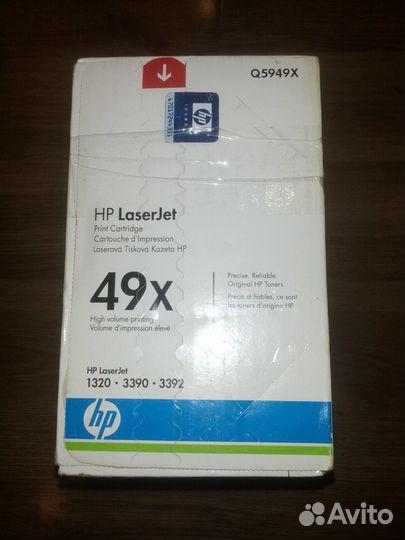 Q5949X
hp
HP LaserJet
Print Cartridge
Cartouche d'Impression
Laserová Tisková Kazeta HP
49X
High volume printing
Volume d'impression élevé
Precise. Reliable.
Original HP Toners.
Précis et fiables, ce sont
les toners d'origine HP.
HP LaserJet
1320 • 3390 • 3392
hp
Avito